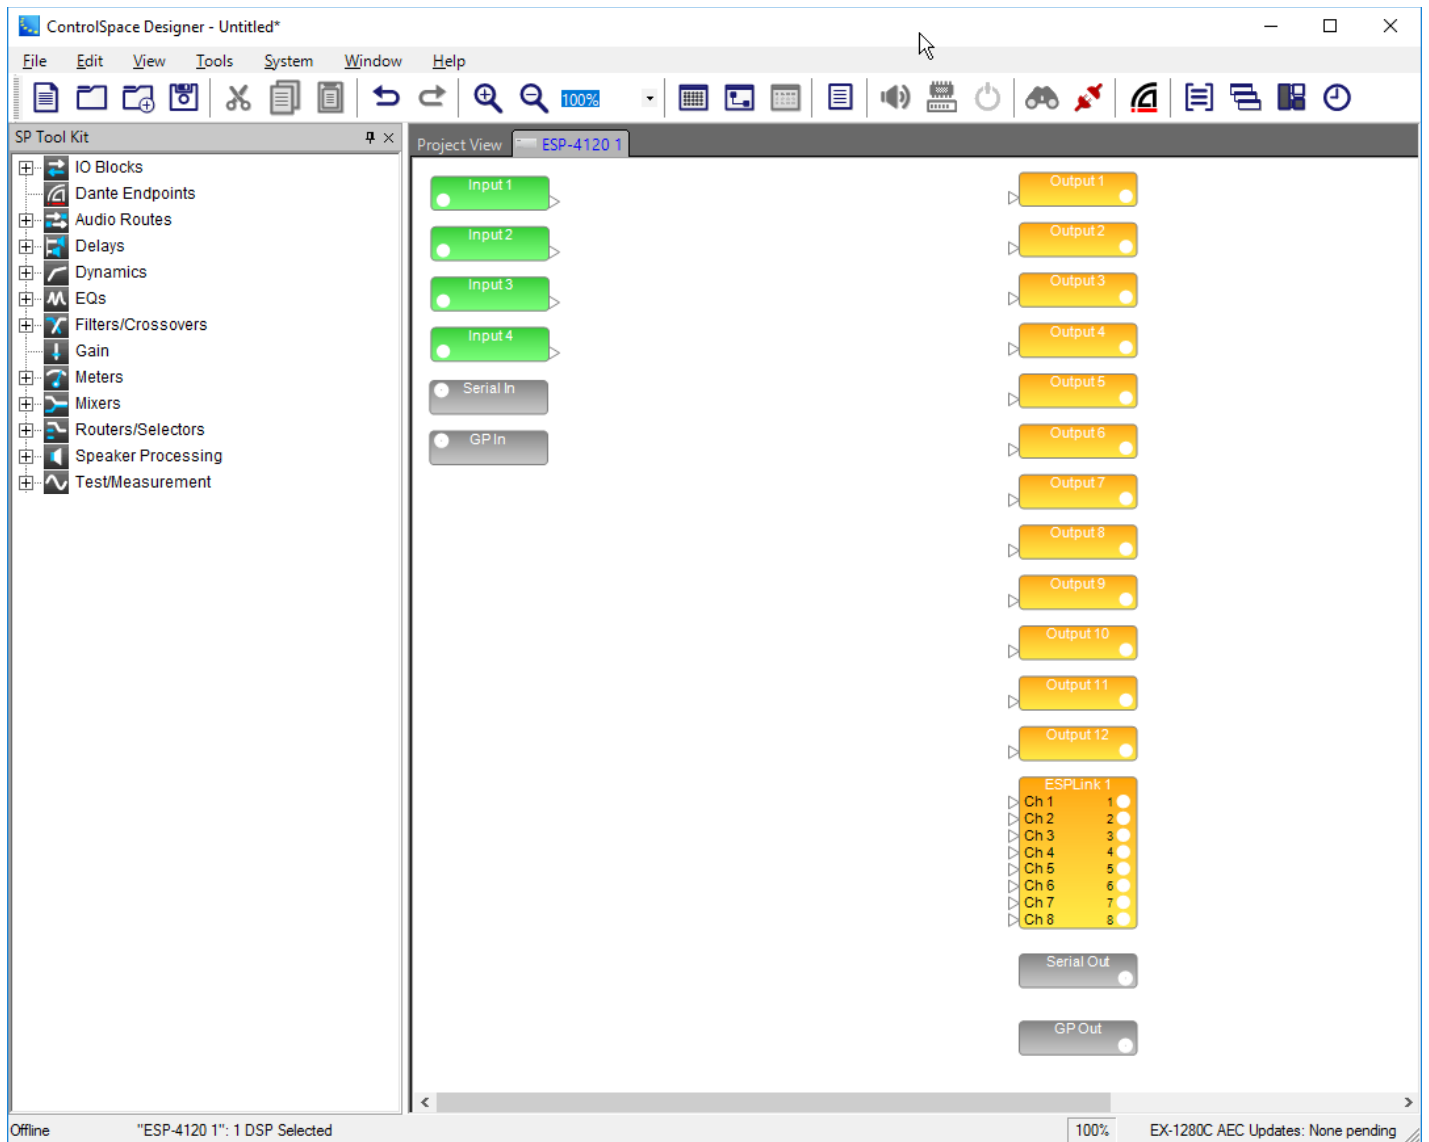 ControlSpace Designer - Untitled*
File Edit View Tools System Window Help
100%
SP Tool Kit
Project View ESP-4120 1
IO Blocks
Dante Endpoints
Audio Routes
Delays
Dynamics
EQs
Filters/Crossovers
Gain
Meters
Mixers
Routers/Selectors
Speaker Processing
Test/Measurement
Input 1
Input 2
Input 3
Input 4
Serial In
GP In
Output 1
Output 2
Output 3
Output 4
Output 5
Output 6
Output 7
Output 8
Output 9
Output 10
Output 11
Output 12
ESPLink 1
Ch 1 1
Ch 2 2
Ch 3 3
Ch 4 4
Ch 5 5
Ch 6 6
Ch 7 7
Ch 8 8
Serial Out
GP Out
Offline "ESP-4120 1": 1 DSP Selected 100% EX-1280C AEC Updates: None pending